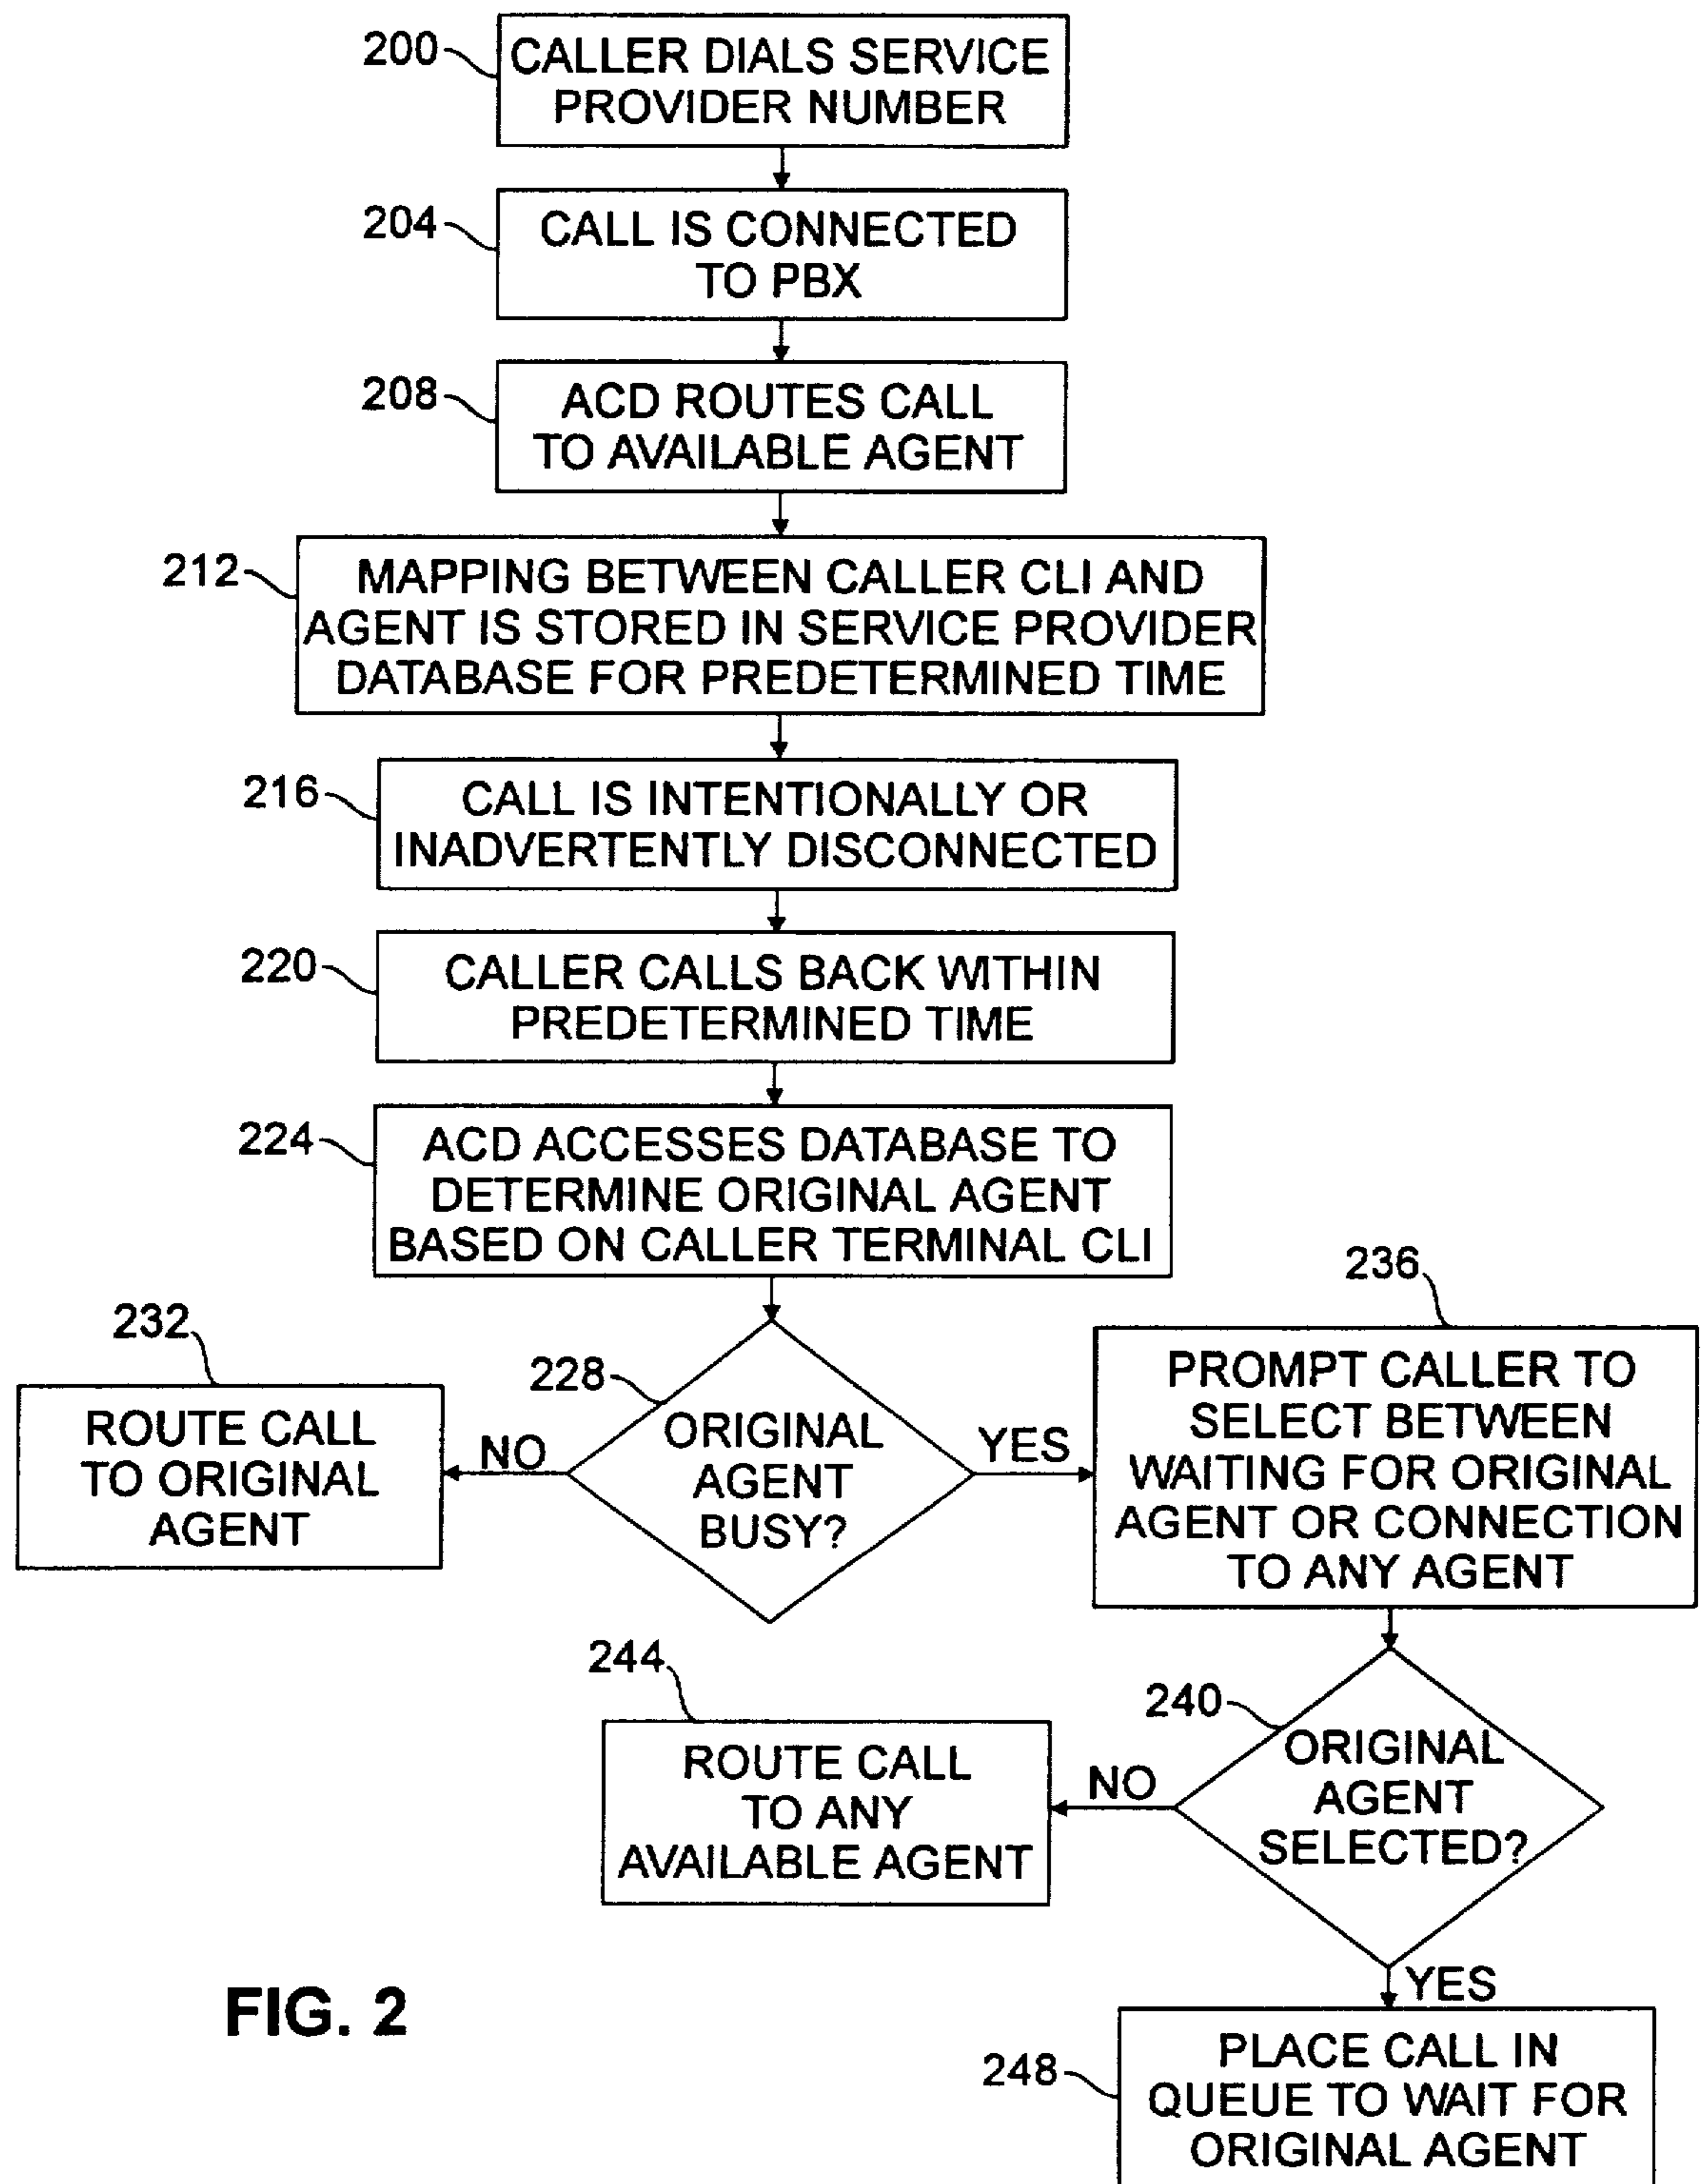 200
CALLER DIALS SERVICE
PROVIDER NUMBER
204
CALL IS CONNECTED
TO PBX
208
ACD ROUTES CALL
TO AVAILABLE AGENT
212
MAPPING BETWEEN CALLER CLI AND
AGENT IS STORED IN SERVICE PROVIDER
DATABASE FOR PREDETERMINED TIME
216
CALL IS INTENTIONALLY OR
INADVERTENTLY DISCONNECTED
220
CALLER CALLS BACK WITHIN
PREDETERMINED TIME
224
ACD ACCESSES DATABASE TO
DETERMINE ORIGINAL AGENT
BASED ON CALLER TERMINAL CLI
228
ORIGINAL
AGENT
BUSY?
NO
232
ROUTE CALL
TO ORIGINAL
AGENT
YES
236
PROMPT CALLER TO
SELECT BETWEEN
WAITING FOR ORIGINAL
AGENT OR CONNECTION
TO ANY AGENT
240
ORIGINAL
AGENT
SELECTED?
NO
244
ROUTE CALL
TO ANY
AVAILABLE AGENT
YES
248
PLACE CALL IN
QUEUE TO WAIT FOR
ORIGINAL AGENT
FIG. 2